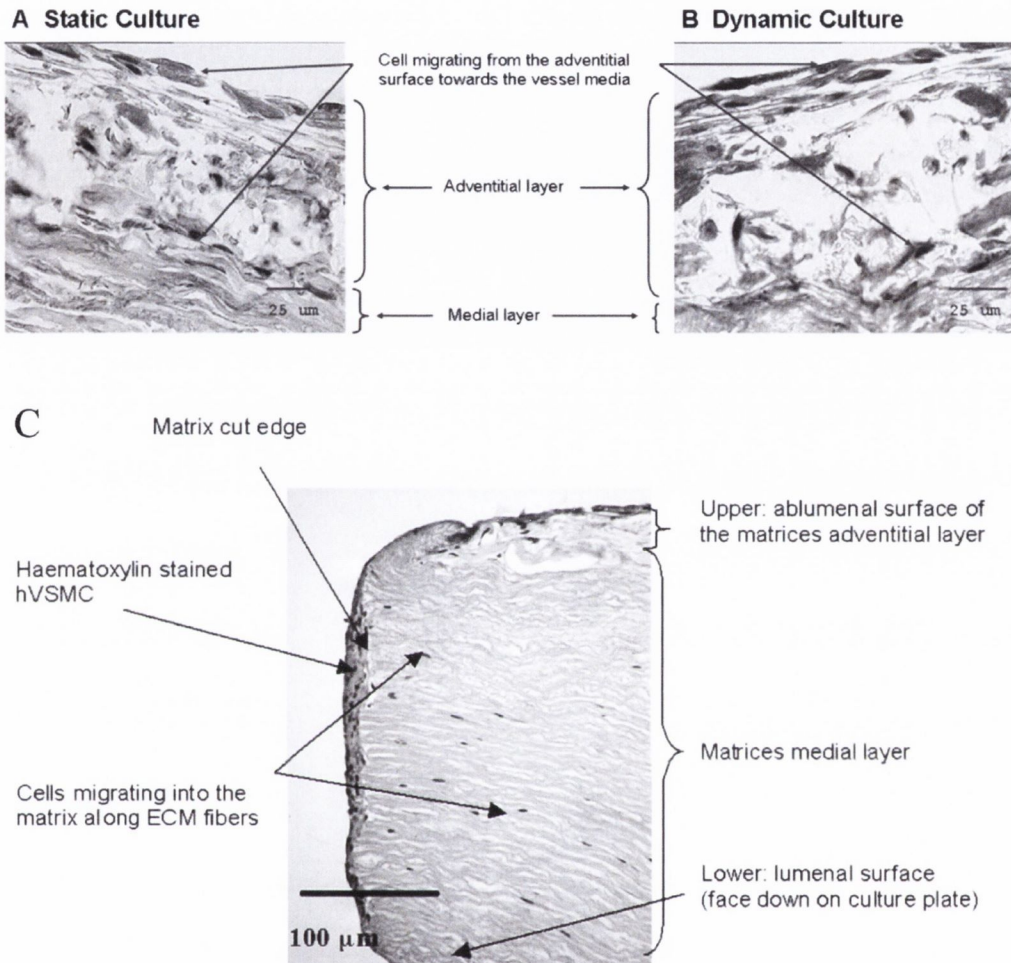 A Static Culture
B Dynamic Culture
Cell migrating from the adventitial
surface towards the vessel media
Adventitial layer
25 um
25 um
Medial layer
C
Matrix cut edge
Upper: ablumenal surface of
the matrices adventitial layer
Haematoxylin stained
hVSMC
Matrices medial layer
Cells migrating into the
matrix along ECM fibers
Lower: lumenal surface
(face down on culture plate)
100 µm